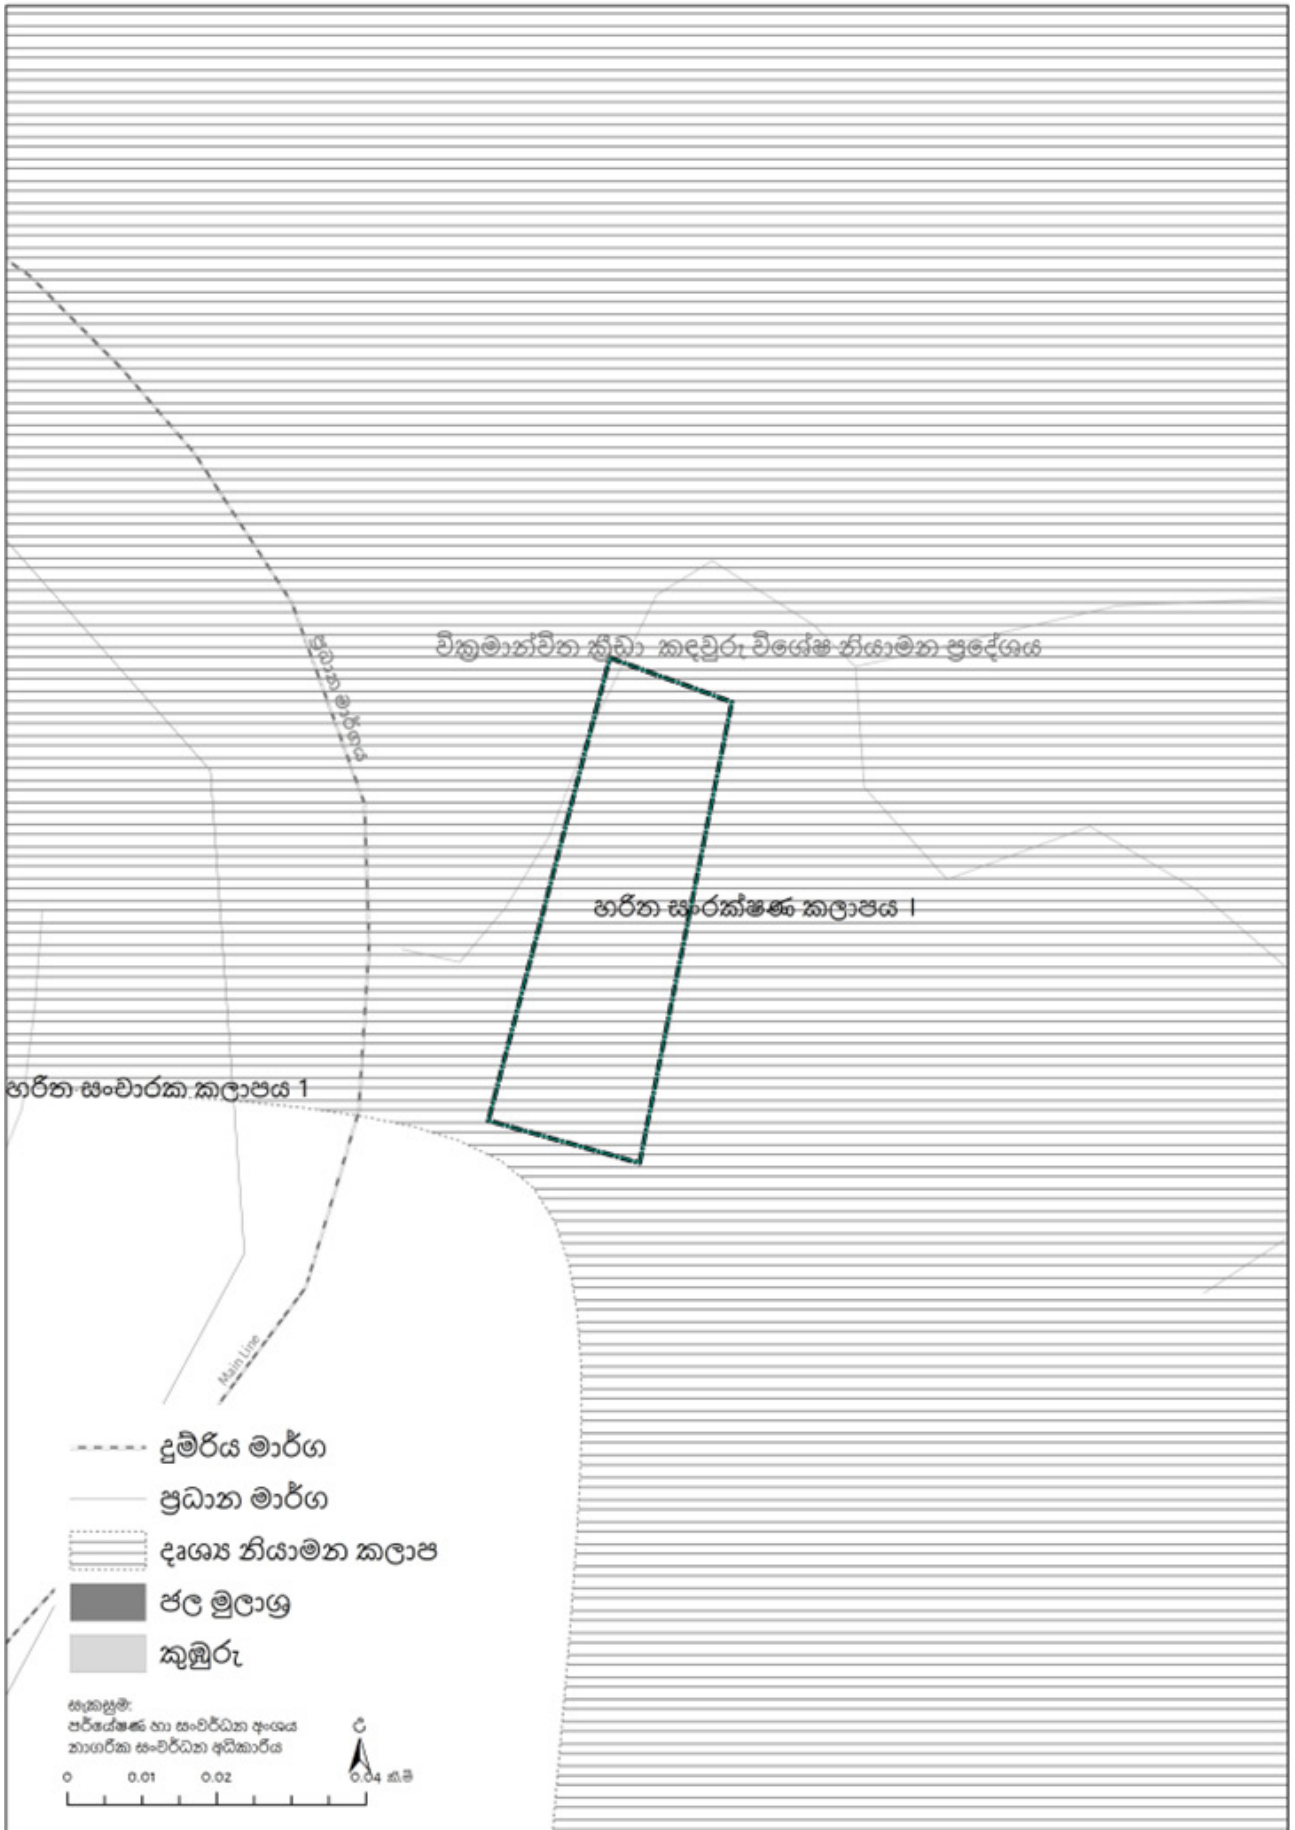 ප්‍රධාන මාර්ගය
වික්‍රමාන්විත ක්‍රීඩා කඳවුරු විශේෂ නියාමන ප්‍රදේශය
හරිත සංරක්ෂණ කලාපය I
හරිත සංචාරක කලාපය 1
Main Line
දුම්රිය මාර්ග
ප්‍රධාන මාර්ග
දෘශ්‍ය නියාමන කලාප
ජල මුලාශ්‍ර
කුඹුරු
සැකසුම:
පර්යේෂණ හා සංවර්ධන අංශය
නාගරික සංවර්ධන අධිකාරිය
උ
0 0.01 0.02 0.04 කි.මී